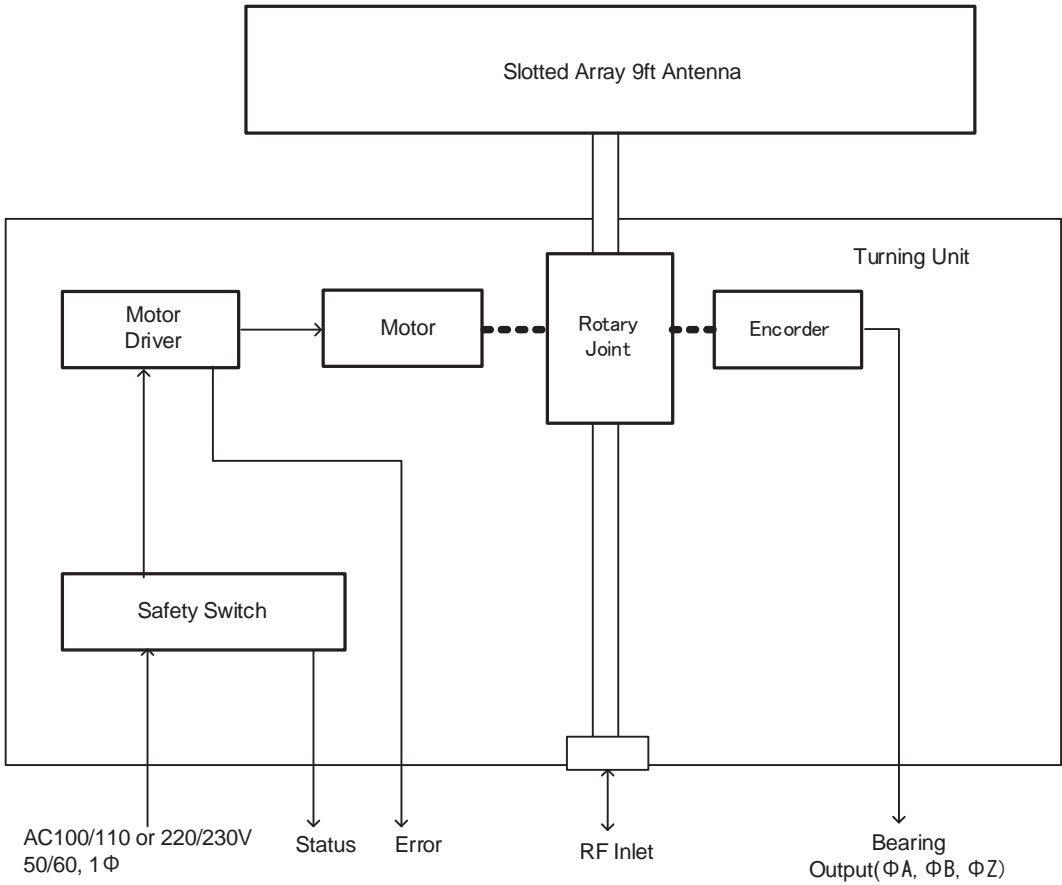 Slotted Array 9ft Antenna
Turning Unit
Motor
Driver
Motor
Rotary
Joint
Encorder
Safety Switch
AC100/110 or 220/230V
50/60, 1Φ
Status
Error
RF Inlet
Bearing
Output(ΦA, ΦB, ΦZ)